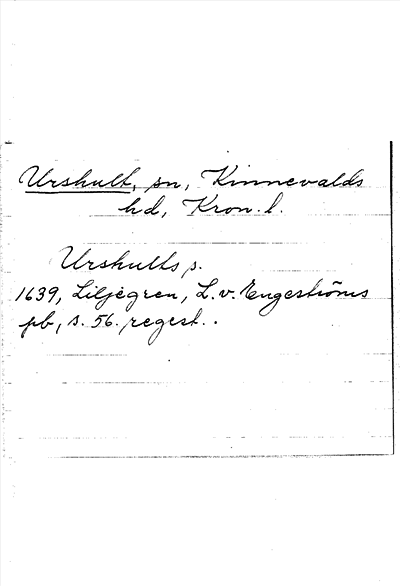 Urshult, sn, Kinnevalds
hd, Kron. l.
Urshults s.
1639, Liljegren, L. v. Engeströms
pb, s. 56. regest.